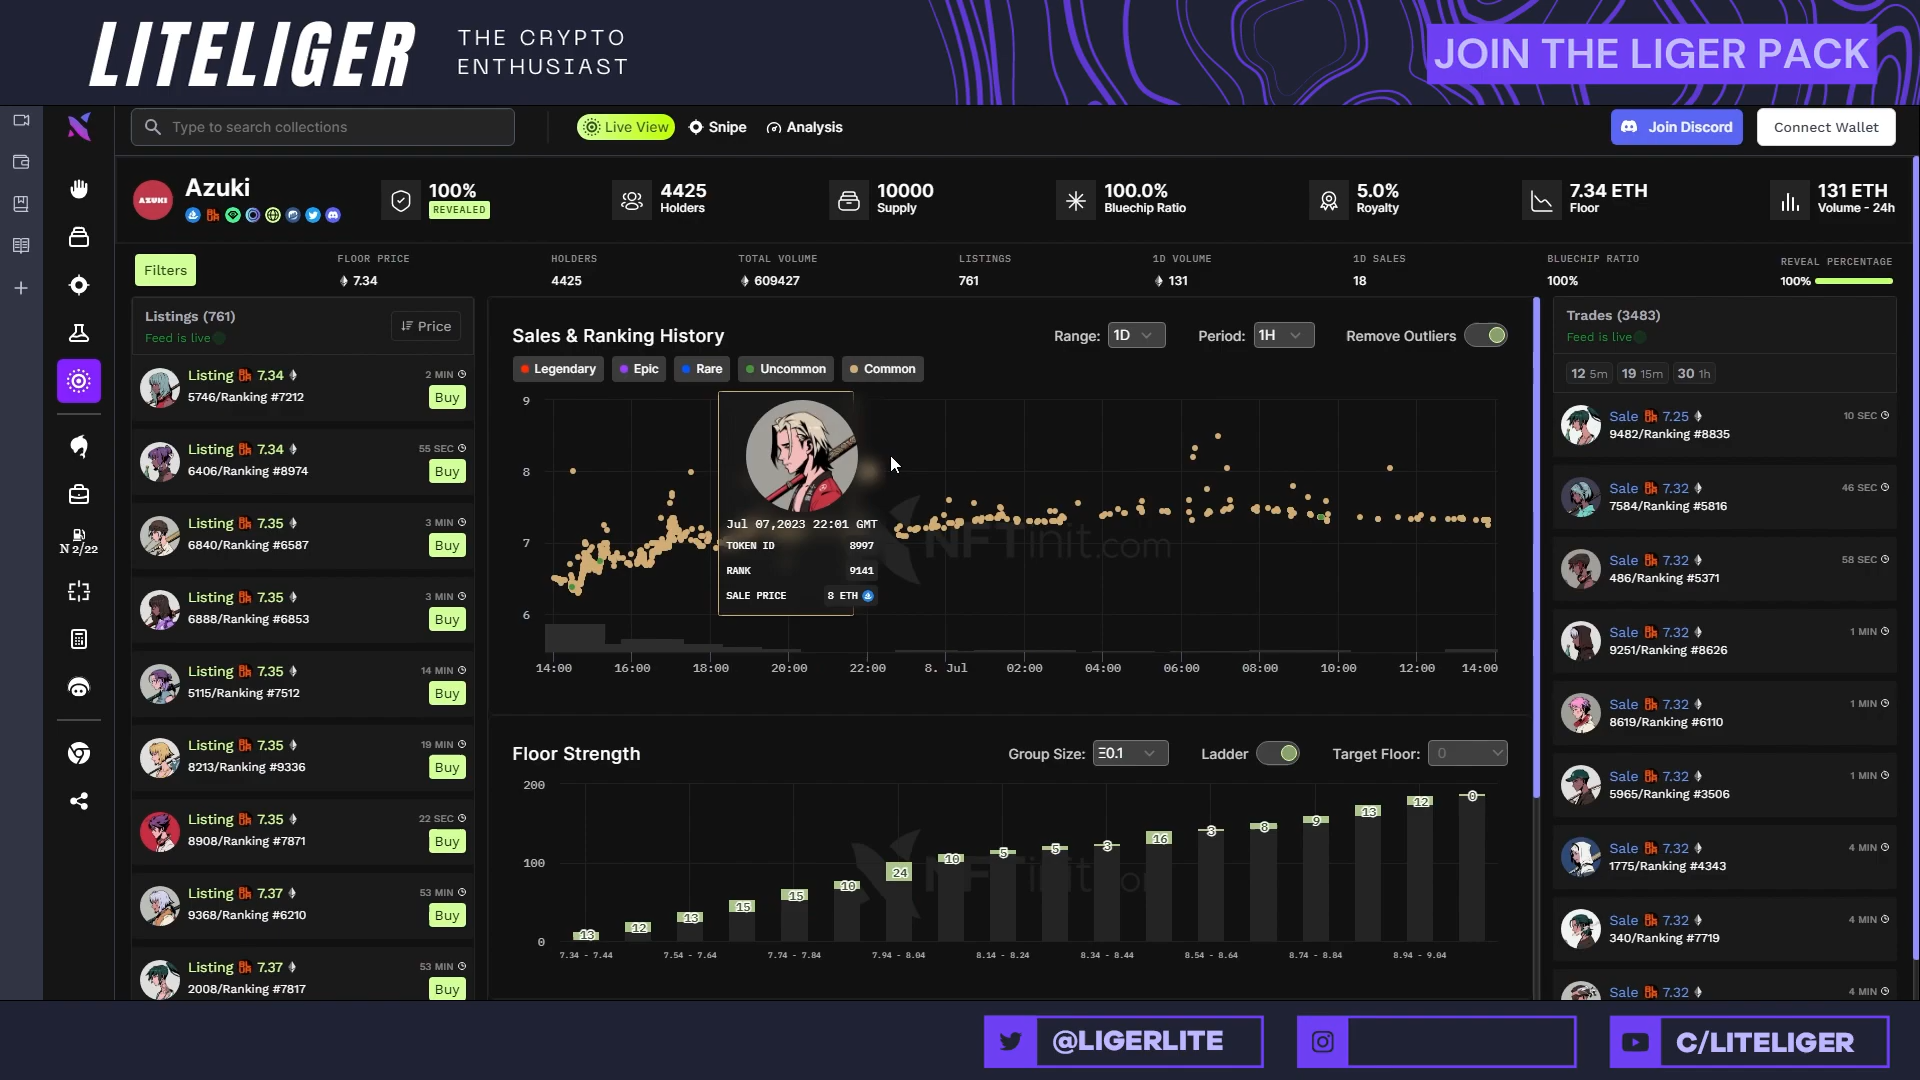 LITELIGER
THE CRYPTO
ENTHUSIAST
JOIN THE LIGER PACK
Type to search collections
Live View
Snipe
Analysis
Join Discord
Connect Wallet
AZUKI
Azuki
100%
REVEALED
4425
Holders
10000
Supply
100.0%
Bluechip Ratio
5.0%
Royalty
7.34 ETH
Floor
131 ETH
Volume - 24h
Filters
FLOOR PRICE
7.34
HOLDERS
4425
TOTAL VOLUME
609427
LISTINGS
761
1D VOLUME
131
1D SALES
18
BLUECHIP RATIO
100%
REVEAL PERCENTAGE
100%
N 2/22
Listings (761)
Feed is live
Price
Listing 7.34
2 MIN
5746/Ranking #7212
Buy
Listing 7.34
55 SEC
6406/Ranking #8974
Buy
Listing 7.35
3 MIN
6840/Ranking #6587
Buy
Listing 7.35
3 MIN
6888/Ranking #6853
Buy
Listing 7.35
14 MIN
5115/Ranking #7512
Buy
Listing 7.35
19 MIN
8213/Ranking #9336
Buy
Listing 7.35
22 SEC
8908/Ranking #7871
Buy
Listing 7.37
53 MIN
9368/Ranking #6210
Buy
Listing 7.37
53 MIN
2008/Ranking #7817
Buy
Sales & Ranking History
Range: 1D
Period: 1H
Remove Outliers
Legendary
Epic
Rare
Uncommon
Common
9
8
7
6
Jul 07,2023 22:01 GMT
TOKEN ID 8997
RANK 9141
SALE PRICE 8 ETH
NFTinit.com
14:00 16:00 18:00 20:00 22:00 8. Jul 02:00 04:00 06:00 08:00 10:00 12:00 14:00
Floor Strength
Group Size: Ξ0.1
Ladder
Target Floor: 0
200
100
0
13 12 13 15 15 10 24 10 5 5 3 16 3 8 9 13 12 0
7.34 - 7.44 7.54 - 7.64 7.74 - 7.84 7.94 - 8.04 8.14 - 8.24 8.34 - 8.44 8.54 - 8.64 8.74 - 8.84 8.94 - 9.04
Trades (3483)
Feed is live
12 5m 19 15m 30 1h
Sale 7.25
10 SEC
9482/Ranking #8835
Sale 7.32
46 SEC
7584/Ranking #5816
Sale 7.32
58 SEC
486/Ranking #5371
Sale 7.32
1 MIN
9251/Ranking #8626
Sale 7.32
1 MIN
8619/Ranking #6110
Sale 7.32
1 MIN
5965/Ranking #3506
Sale 7.32
4 MIN
1775/Ranking #4343
Sale 7.32
4 MIN
340/Ranking #7719
Sale 7.32
4 MIN
@LIGERLITE
C/LITELIGER